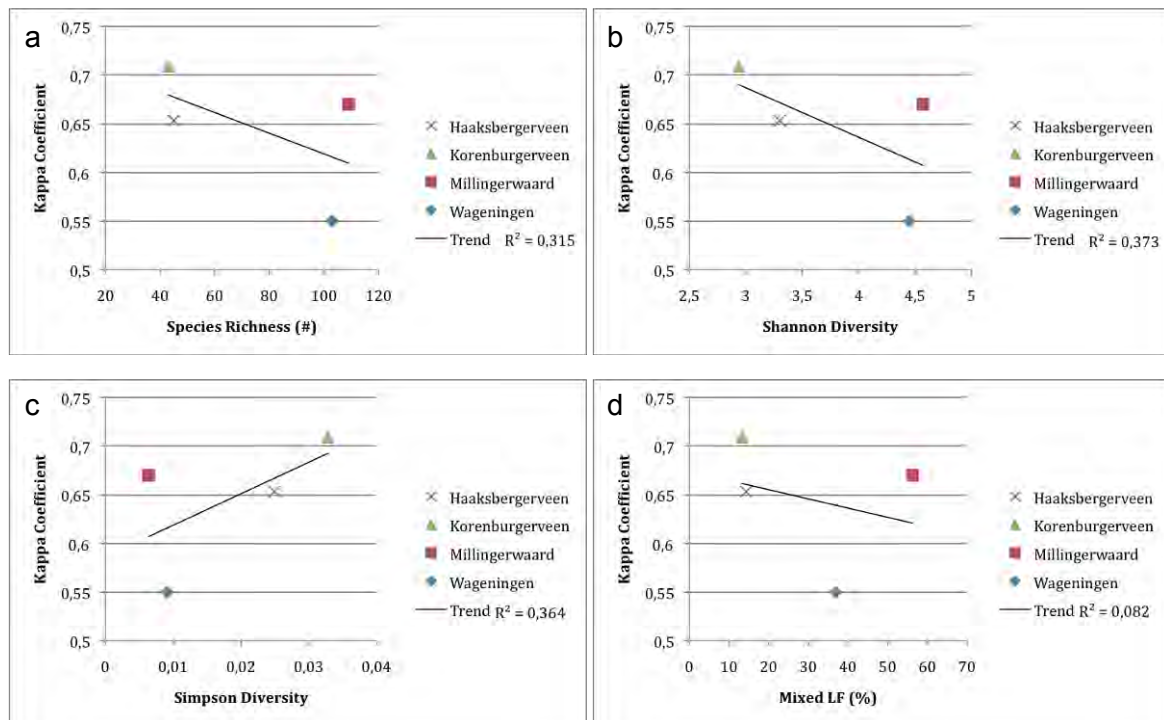 a
Kappa Coefficient
0,75
0,7
0,65
0,6
0,55
0,5
20 40 60 80 100 120
Species Richness (#)
Haaksbergerveen
Korenburgerveen
Millingerwaard
Wageningen
Trend R² = 0,315
b
Kappa Coefficient
0,75
0,7
0,65
0,6
0,55
0,5
2,5 3 3,5 4 4,5 5
Shannon Diversity
Haaksbergerveen
Korenburgerveen
Millingerwaard
Wageningen
Trend R² = 0,373
c
Kappa Coefficient
0,75
0,7
0,65
0,6
0,55
0,5
0 0,01 0,02 0,03 0,04
Simpson Diversity
Haaksbergerveen
Korenburgerveen
Millingerwaard
Wageningen
Trend R² = 0,364
d
Kappa Coefficient
0,75
0,7
0,65
0,6
0,55
0,5
0 10 20 30 40 50 60 70
Mixed LF (%)
Haaksbergerveen
Korenburgerveen
Millingerwaard
Wageningen
Trend R² = 0,082